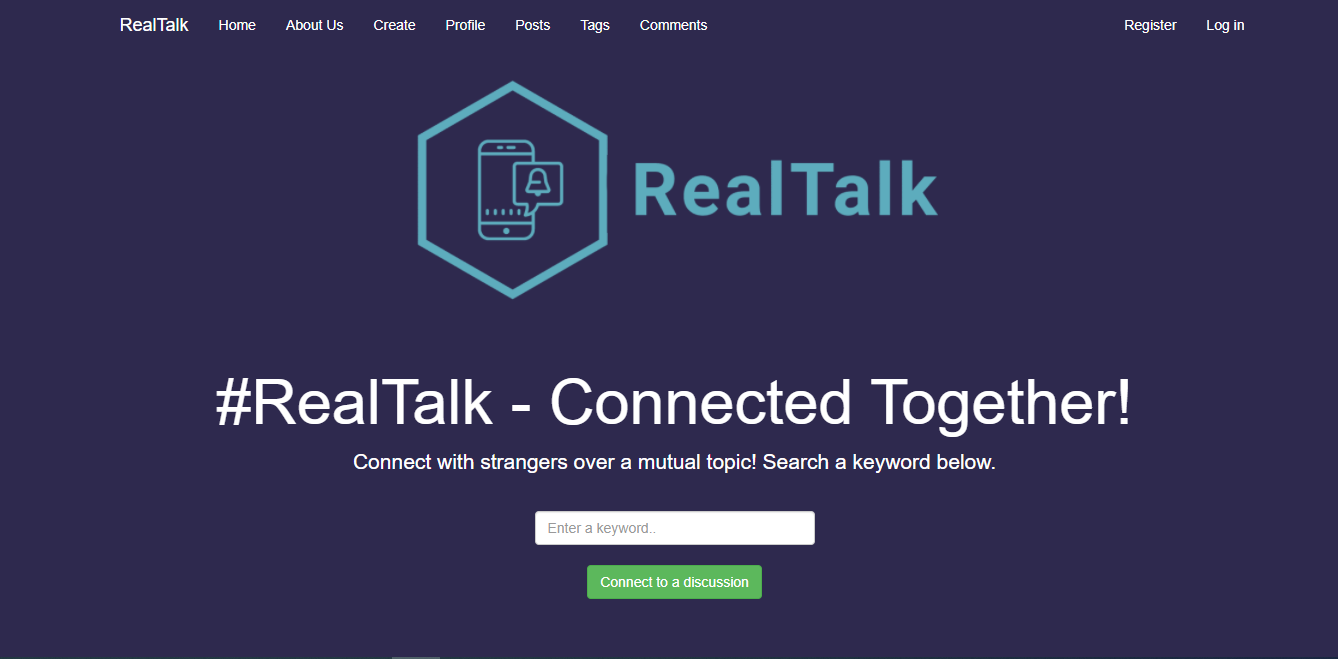 RealTalk Home About Us Create Profile Posts Tags Comments Register Log in
RealTalk
#RealTalk - Connected Together!
Connect with strangers over a mutual topic! Search a keyword below.
Enter a keyword..
Connect to a discussion